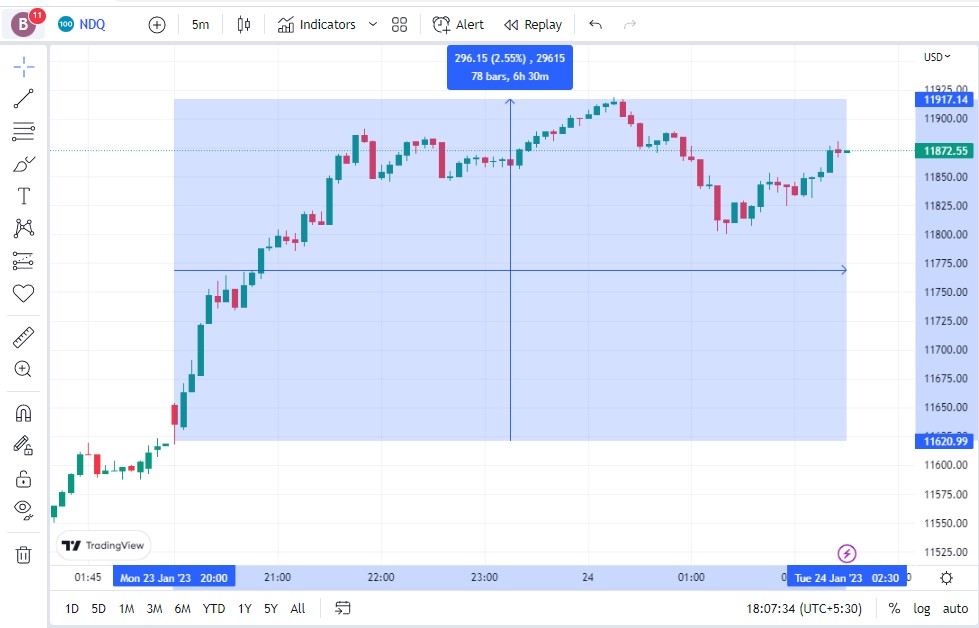 B 11 100 NDQ 5m Indicators Alert Replay
296.15 (2.55%) , 29615
78 bars, 6h 30m
USD
11925.00
11917.14
11900.00
11872.55
11850.00
11825.00
11800.00
11775.00
11750.00
11725.00
11700.00
11675.00
11650.00
11620.99
11600.00
11575.00
11550.00
11525.00
T
TradingView
01:45 Mon 23 Jan '23 20:00 21:00 22:00 23:00 24 01:00 Tue 24 Jan '23 02:30
1D 5D 1M 3M 6M YTD 1Y 5Y All 18:07:34 (UTC+5:30) % log auto